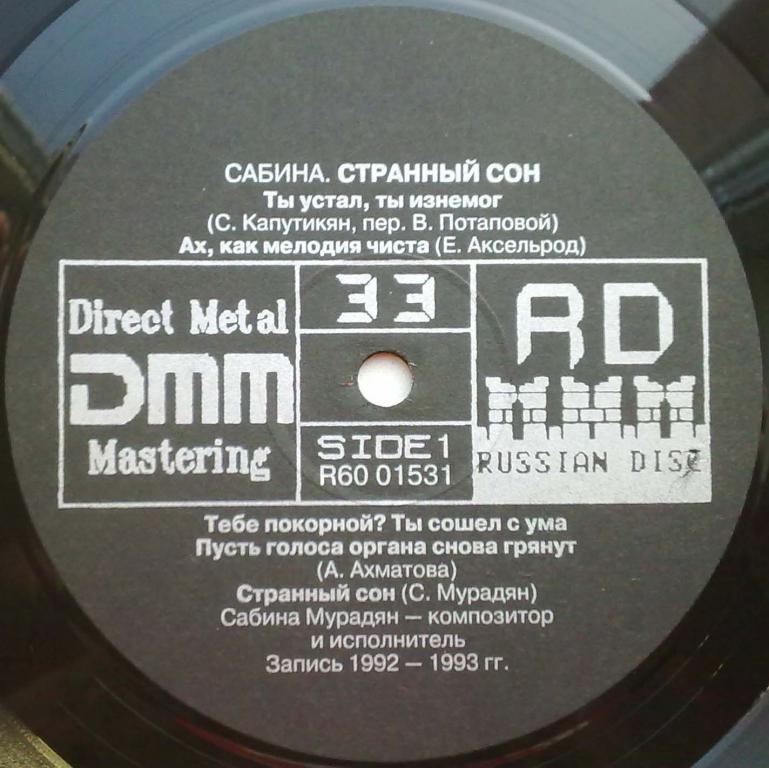 САБИНА. СТРАННЫЙ СОН
Ты устал, ты изнемог
(С. Капутикян, пер. В. Потаповой)
Ах, как мелодия чиста (Е. Аксельрод)
Direct Metal
DMM
Mastering
33
SIDE 1
R60 01531
RD
RUSSIAN DISC
Тебе покорной? Ты сошел с ума
Пусть голоса органа снова грянут
(А. Ахматова)
Странный сон (С. Мурадян)
Сабина Мурадян — композитор
и исполнитель
Запись 1992 — 1993 гг.